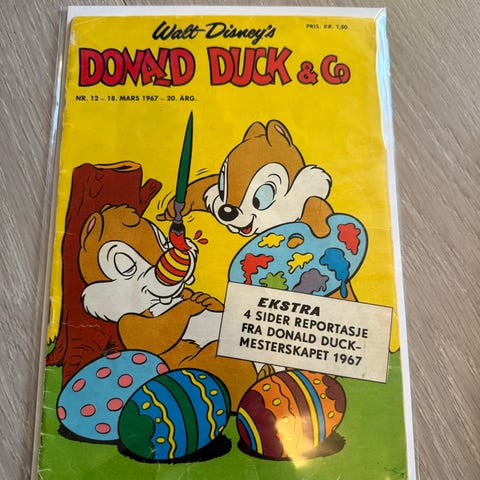 Walt Disney's
PRIS. KR. 1,50
DONALD DUCK & Co
NR. 12 - 18. MARS 1967 - 20. ÅRG.
EKSTRA
4 SIDER REPORTASJE
FRA DONALD DUCK-
MESTERSKAPET 1967